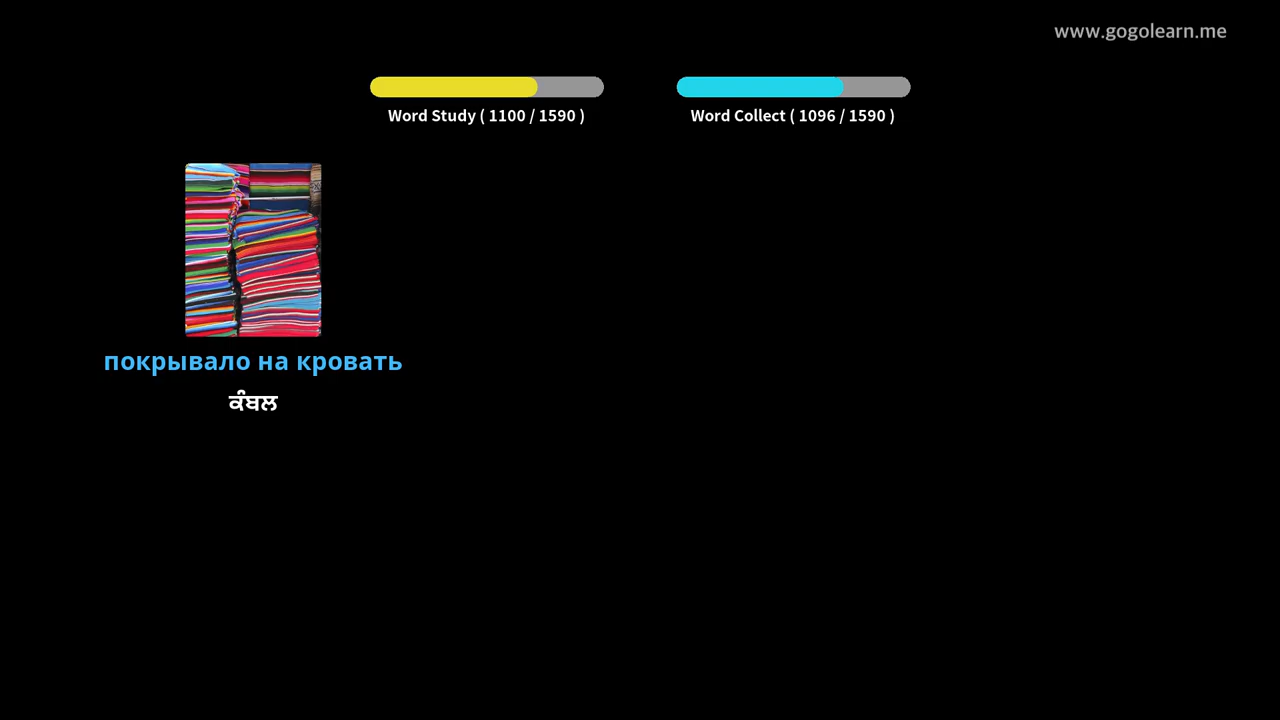 www.gogolearn.me
Word Study ( 1100 / 1590 )
Word Collect ( 1096 / 1590 )
покрывало на кровать
ਕੰਬਲ